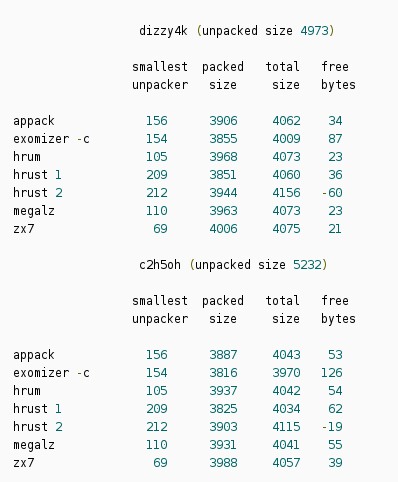 dizzy4k (unpacked size 4973)
smallest packed total free
unpacker size size bytes
appack 156 3906 4062 34
exomizer -c 154 3855 4009 87
hrum 105 3968 4073 23
hrust 1 209 3851 4060 36
hrust 2 212 3944 4156 -60
megalz 110 3963 4073 23
zx7 69 4006 4075 21
c2h5oh (unpacked size 5232)
smallest packed total free
unpacker size size bytes
appack 156 3887 4043 53
exomizer -c 154 3816 3970 126
hrum 105 3937 4042 54
hrust 1 209 3825 4034 62
hrust 2 212 3903 4115 -19
megalz 110 3931 4041 55
zx7 69 3988 4057 39